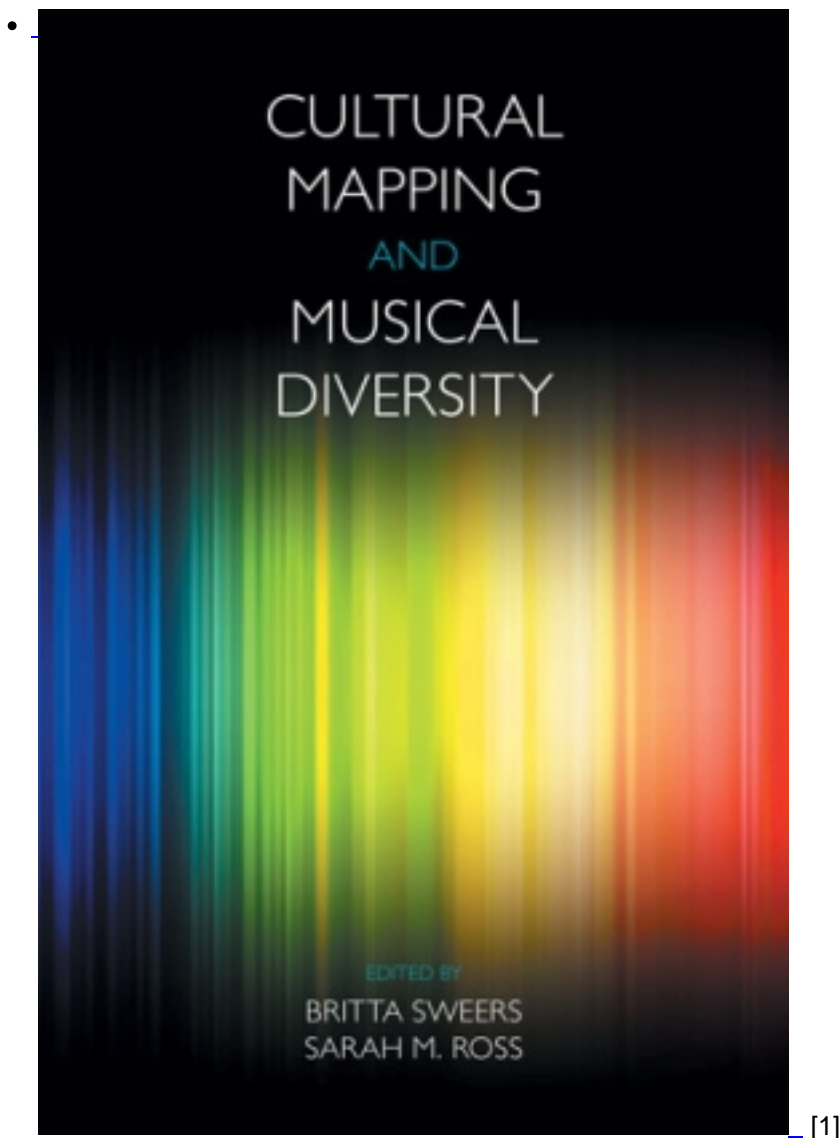 CULTURAL
MAPPING
AND
MUSICAL
DIVERSITY
EDITED BY
BRITTA SWEERS
SARAH M. ROSS
[1]